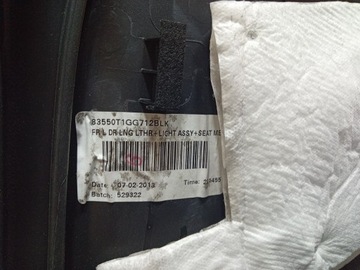 83550T1GG712BLK
FR L DR LNG LTHR + LIGHT ASSY + SEAT ME
Date: 07-02-2013
Time:
Batch: 529322